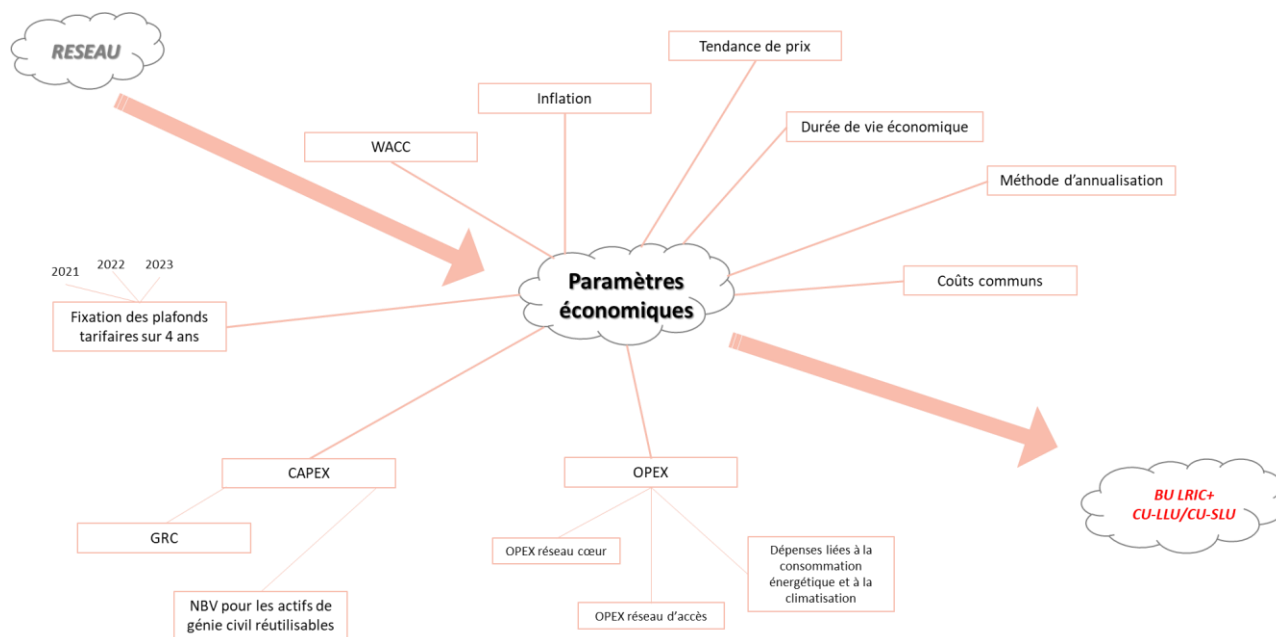 RESEAU
Tendance de prix
Inflation
Durée de vie économique
WACC
Méthode d'annualisation
Paramètres
économiques
Coûts communs
2021
2022
2023
Fixation des plafonds
tarifaires sur 4 ans
CAPEX
OPEX
GRC
NBV pour les actifs de
génie civil réutilisables
OPEX réseau cœur
OPEX réseau d'accès
Dépenses liées à la
consommation
énergétique et à la
climatisation
BU LRIC+
CU-LLU/CU-SLU